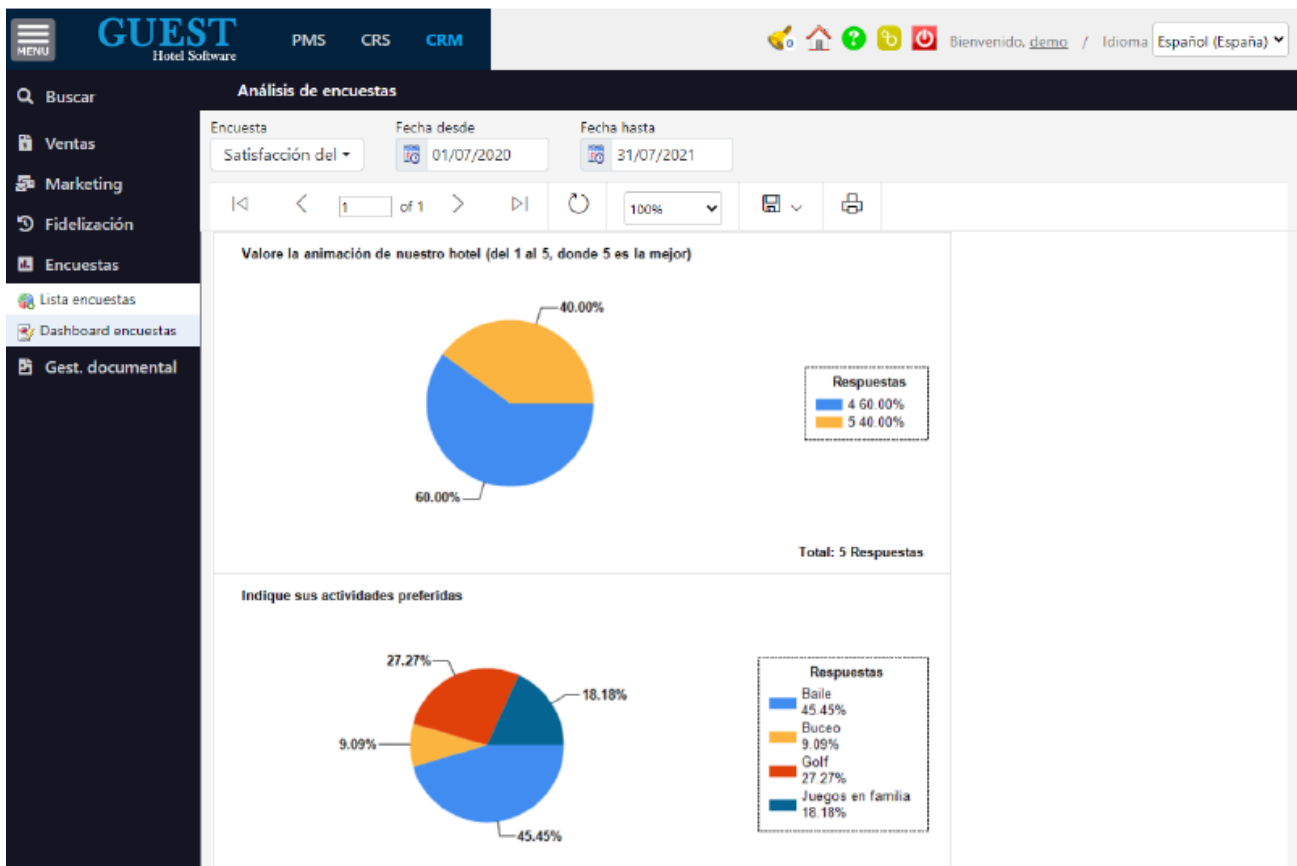 MENU
GUEST
Hotel Software
PMS CRS CRM
0
Bienvenido, demo / Idioma Español (España)
Buscar
Análisis de encuestas
Encuesta Fecha desde Fecha hasta
Satisfacción del 01/07/2020 31/07/2021
Ventas
Marketing
Fidelización
Encuestas
Lista encuestas
Dashboard encuestas
Gest. documental
1 of 1 100%
Valore la animación de nuestro hotel (del 1 al 5, donde 5 es la mejor)
40.00%
60.00%
Respuestas
4 60.00%
5 40.00%
Total: 5 Respuestas
Indique sus actividades preferidas
27.27%
18.18%
9.09%
45.45%
Respuestas
Baile
45.45%
Buceo
9.09%
Golf
27.27%
Juegos en familia
18.18%